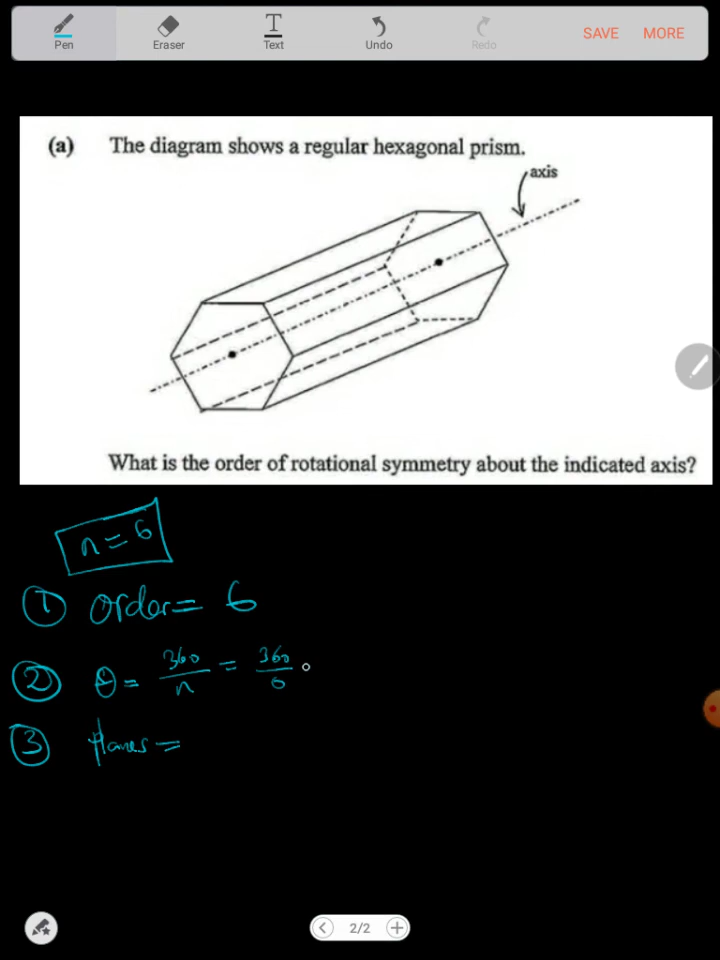 Pen Eraser Text Undo Redo SAVE MORE
T
(a) The diagram shows a regular hexagonal prism.
axis
What is the order of rotational symmetry about the indicated axis?
n = 6
① order = 6
② θ = 360/n = 360/6
③ planes =
2/2